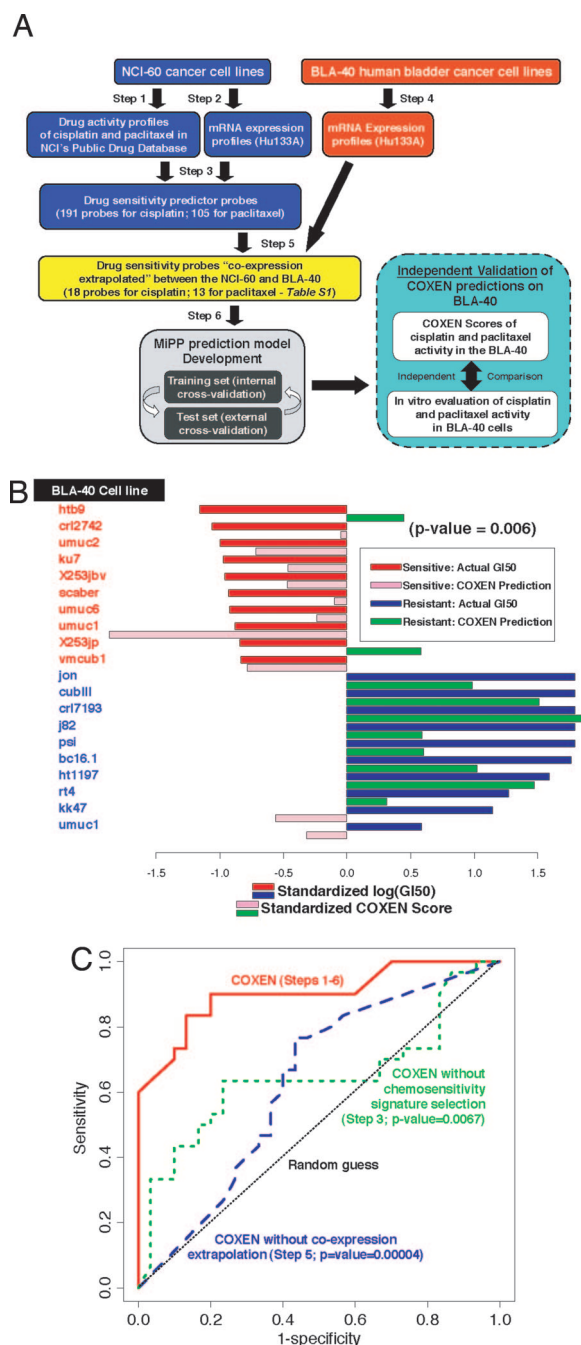 A
NCI-60 cancer cell lines
BLA-40 human bladder cancer cell lines
Step 1
Step 2
Step 4
Drug activity profiles
of cisplatin and paclitaxel in
NCI's Public Drug Database
mRNA expression
profiles (Hu133A)
mRNA Expression
profiles (Hu133A)
Step 3
Drug sensitivity predictor probes
(191 probes for cisplatin; 105 for paclitaxel)
Step 5
Drug sensitivity probes "co-expression
extrapolated" between the
NCI-60 and BLA-40
(18 probes for cisplatin; 13 for paclitaxel - Table S1)
Step 6
MiPP prediction model
Development
Training set (internal
cross-validation)
Test set (external
cross-validation)
Independent Validation of
COXEN predictions on
BLA-40
COXEN Scores of
cisplatin and paclitaxel
activity in the BLA-40
Independent Comparison
In vitro evaluation of cisplatin
and paclitaxel activity
in BLA-40 cells
B
BLA-40 Cell line
htb9
crl2742
umuc2
ku7
X253jbv
scaber
umuc6
umuc1
X253jp
vmcub1
jon
cubIII
crl7193
j82
psi
bc16.1
ht1197
rt4
kk47
umuc1
(p-value = 0.006)
Sensitive: Actual GI50
Sensitive: COXEN Prediction
Resistant: Actual GI50
Resistant: COXEN Prediction
-1.5 -1.0 -0.5 0.0 0.5 1.0 1.5
Standardized log(GI50)
Standardized COXEN Score
C
COXEN (Steps 1-6)
COXEN without
chemosensitivity
signature selection
(Step 3; p-value=0.0067)
Random guess
COXEN without co-expression
extrapolation (Step 5; p=value=0.00004)
Sensitivity
0.0 0.2 0.4 0.6 0.8 1.0
0.0 0.2 0.4 0.6 0.8 1.0
1-specificity